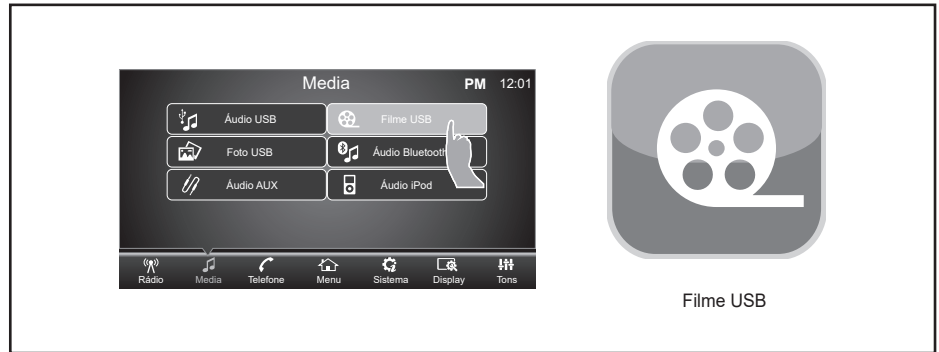 Media PM 12:01
Áudio USB Filme USB
Foto USB Áudio Bluetooth
Áudio AUX Áudio iPod
Rádio Media Telefone Menu Sistema Display Tons
Filme USB